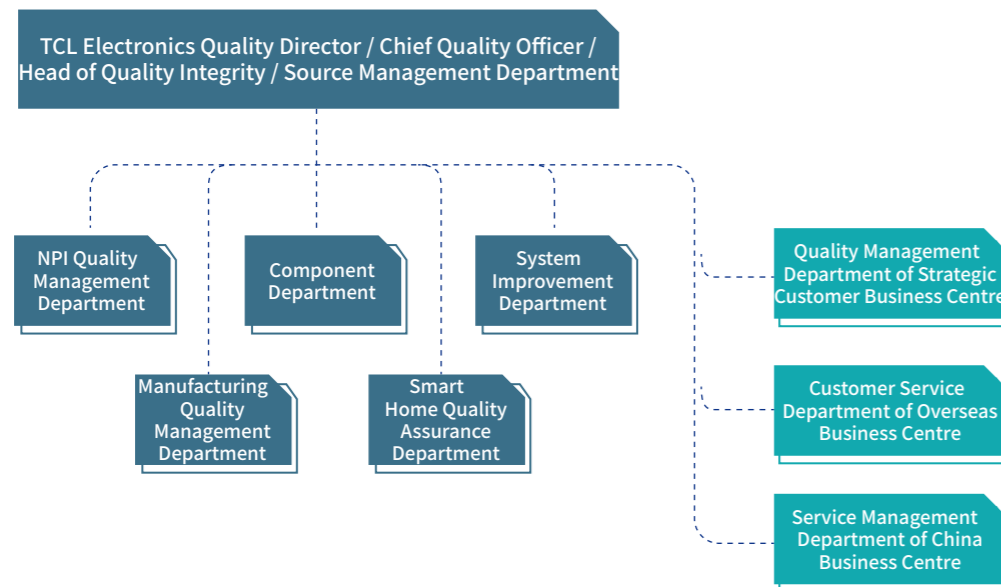 TCL Electronics Quality Director / Chief Quality Officer /
Head of Quality Integrity / Source Management Department
NPI Quality
Management
Department
Component
Department
System
Improvement
Department
Manufacturing
Quality
Management
Department
Smart
Home Quality
Assurance
Department
Quality Management
Department of Strategic
Customer Business Centre
Customer Service
Department of Overseas
Business Centre
Service Management
Department of China
Business Centre